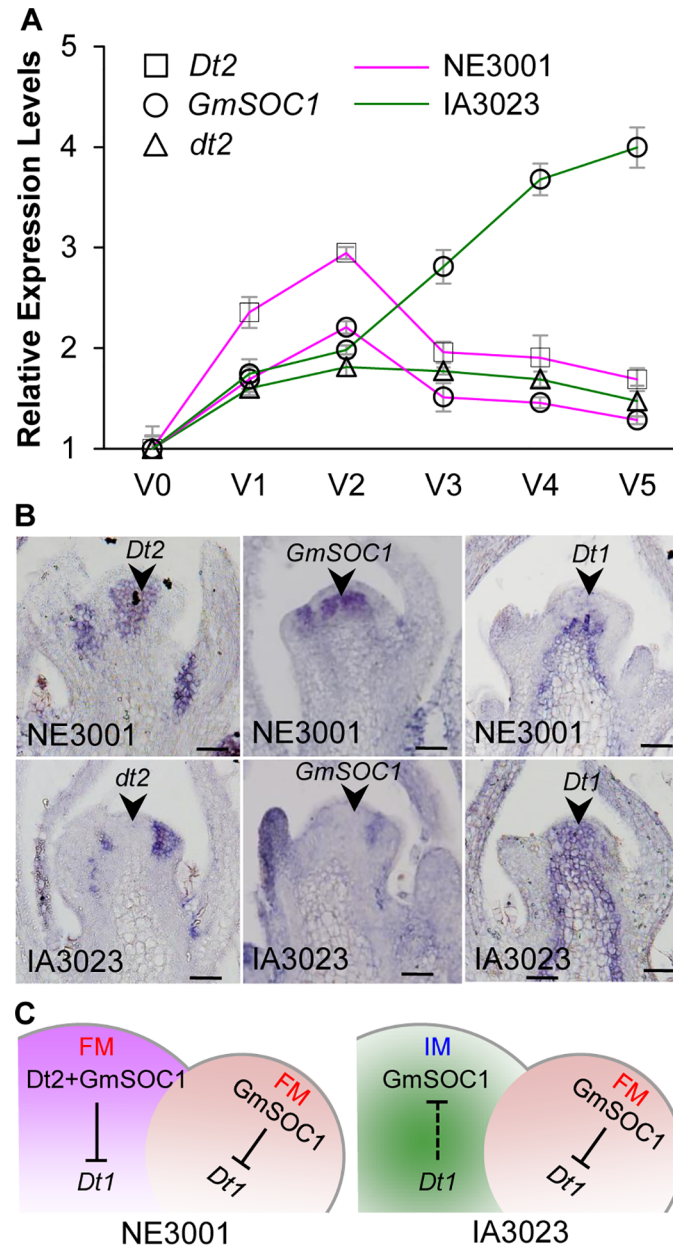 A
Relative Expression Levels
5
4
3
2
1
Dt2
GmSOC1
dt2
NE3001
IA3023
V0 V1 V2 V3 V4 V5
B
Dt2
NE3001
GmSOC1
NE3001
Dt1
NE3001
dt2
IA3023
GmSOC1
IA3023
Dt1
IA3023
C
FM
Dt2+GmSOC1
Dt1
FM
GmSOC1
Dt1
NE3001
IM
GmSOC1
Dt1
FM
GmSOC1
Dt1
IA3023